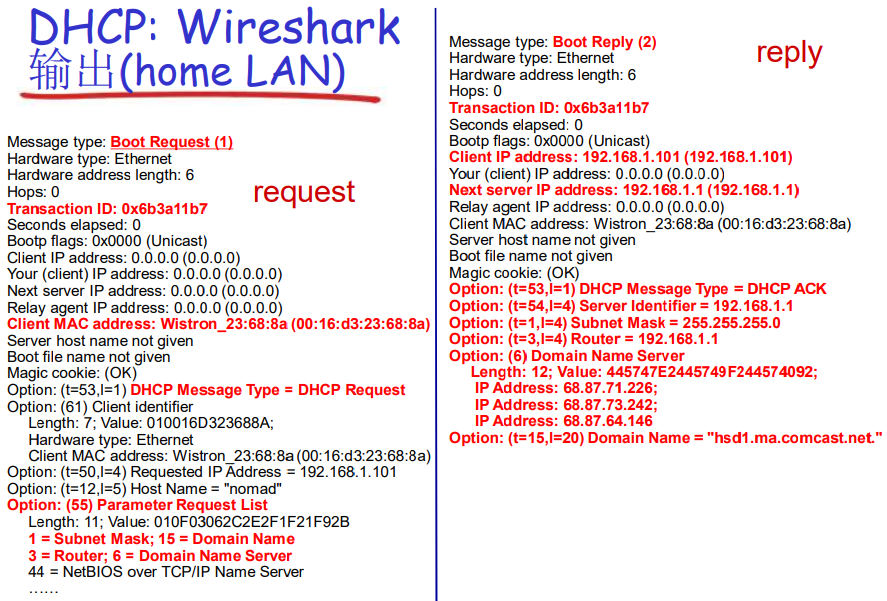 DHCP: Wireshark
输出(home LAN)
Message type: Boot Request (1)
Hardware type: Ethernet
Hardware address length: 6
Hops: 0
request
Transaction ID: 0x6b3a11b7
Seconds elapsed: 0
Bootp flags: 0x0000 (Unicast)
Client IP address: 0.0.0.0 (0.0.0.0)
Your (client) IP address: 0.0.0.0 (0.0.0.0)
Next server IP address: 0.0.0.0 (0.0.0.0)
Relay agent IP address: 0.0.0.0 (0.0.0.0)
Client MAC address: Wistron_23:68:8a (00:16:d3:23:68:8a)
Server host name not given
Boot file name not given
Magic cookie: (OK)
Option: (t=53,l=1) DHCP Message Type = DHCP Request
Option: (61) Client identifier
Length: 7; Value: 010016D323688A;
Hardware type: Ethernet
Client MAC address: Wistron_23:68:8a (00:16:d3:23:68:8a)
Option: (t=50,l=4) Requested IP Address = 192.168.1.101
Option: (t=12,l=5) Host Name = "nomad"
Option: (55) Parameter Request List
Length: 11; Value: 010F03062C2E2F1F21F92B
1 = Subnet Mask; 15 = Domain Name
3 = Router; 6 = Domain Name Server
44 = NetBIOS over TCP/IP Name Server
……
Message type: Boot Reply (2)
reply
Hardware type: Ethernet
Hardware address length: 6
Hops: 0
Transaction ID: 0x6b3a11b7
Seconds elapsed: 0
Bootp flags: 0x0000 (Unicast)
Client IP address: 192.168.1.101 (192.168.1.101)
Your (client) IP address: 0.0.0.0 (0.0.0.0)
Next server IP address: 192.168.1.1 (192.168.1.1)
Relay agent IP address: 0.0.0.0 (0.0.0.0)
Client MAC address: Wistron_23:68:8a (00:16:d3:23:68:8a)
Server host name not given
Boot file name not given
Magic cookie: (OK)
Option: (t=53,l=1) DHCP Message Type = DHCP ACK
Option: (t=54,l=4) Server Identifier = 192.168.1.1
Option: (t=1,l=4) Subnet Mask = 255.255.255.0
Option: (t=3,l=4) Router = 192.168.1.1
Option: (6) Domain Name Server
Length: 12; Value: 445747E2445749F244574092;
IP Address: 68.87.71.226;
IP Address: 68.87.73.242;
IP Address: 68.87.64.146
Option: (t=15,l=20) Domain Name = "hsd1.ma.comcast.net."